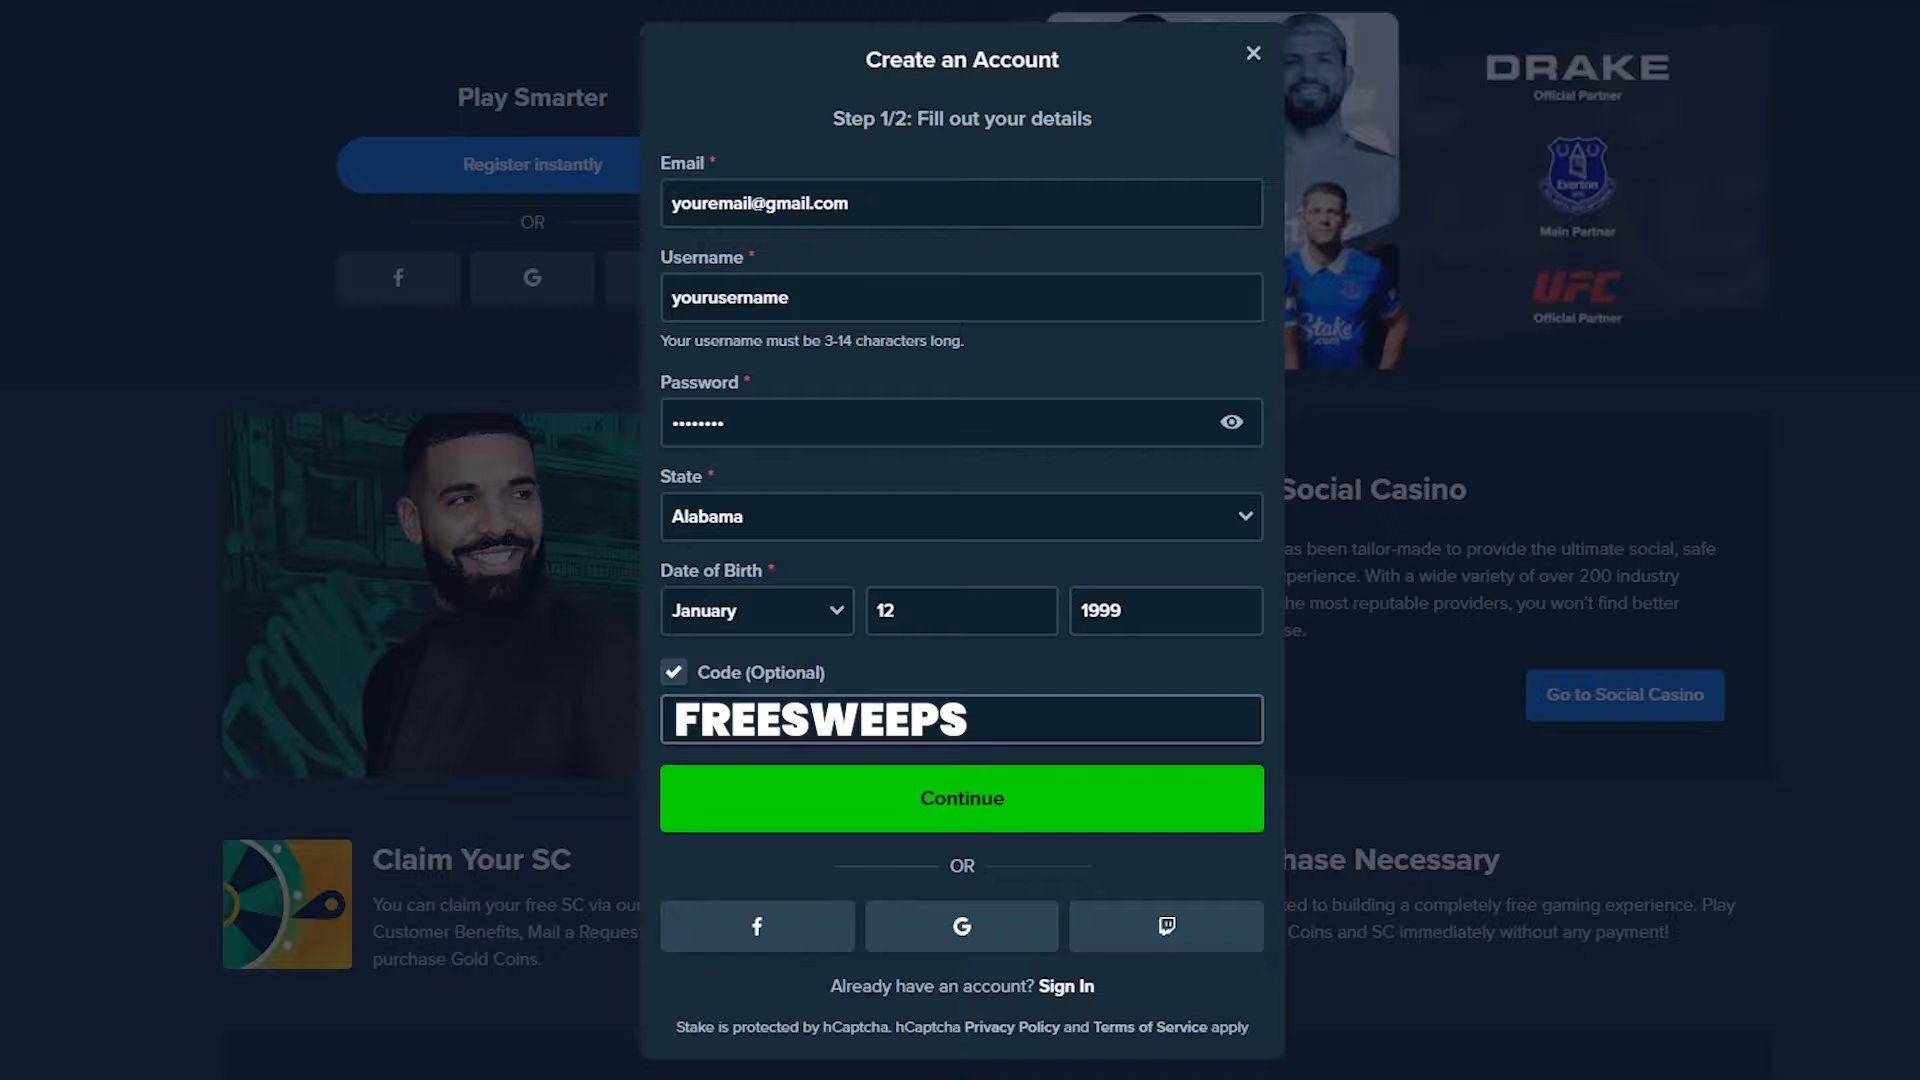 Create an Account
Step 1/2: Fill out your details
Email *
youremail@gmail.com
Username *
yourusername
Your username must be 3-14 characters long.
Password *
••••••••
State *
Alabama
Date of Birth *
January 12 1999
Code (Optional)
FREESWEEPS
Continue
OR
Already have an account? Sign In
Stake is protected by hCaptcha. hCaptcha Privacy Policy and Terms of Service apply
Play Smarter
Register instantly
OR
DRAKE
Official Partner
Everton
Main Partner
UFC
Official Partner
Stake
.com
Social Casino
as been tailor-made to provide the ultimate social, safe
perience. With a wide variety of over 200 industry
he most reputable providers, you won't find better
se.
Go to Social Casino
Claim Your SC
You can claim your free SC via our
Customer Benefits, Mail a Reques
purchase Gold Coins.
hase Necessary
ed to building a completely free gaming experience. Play
Coins and SC immediately without any payment!